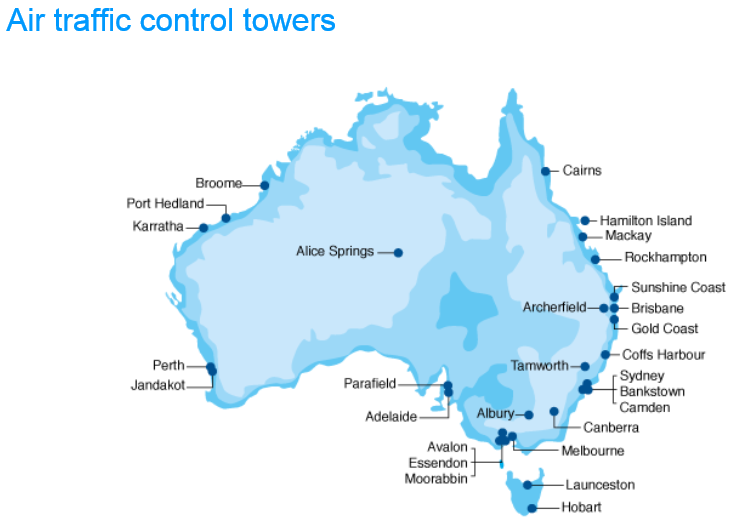 Air traffic control towers
Cairns
Broome
Port Hedland
Hamilton Island
Karratha
Mackay
Alice Springs
Rockhampton
Sunshine Coast
Archerfield
Brisbane
Gold Coast
Coffs Harbour
Perth
Tamworth
Sydney
Jandakot
Parafield
Bankstown
Camden
Adelaide
Albury
Canberra
Avalon
Melbourne
Essendon
Moorabbin
Launceston
Hobart